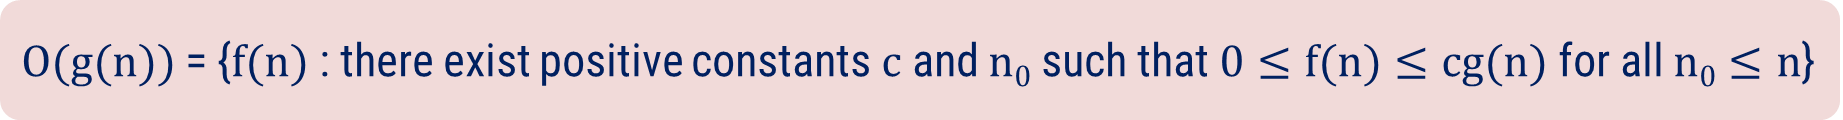 O(g(n)) = {f(n) : there exist positive constants c and n₀ such that 0 ≤ f(n) ≤ cg(n) for all n₀ ≤ n}